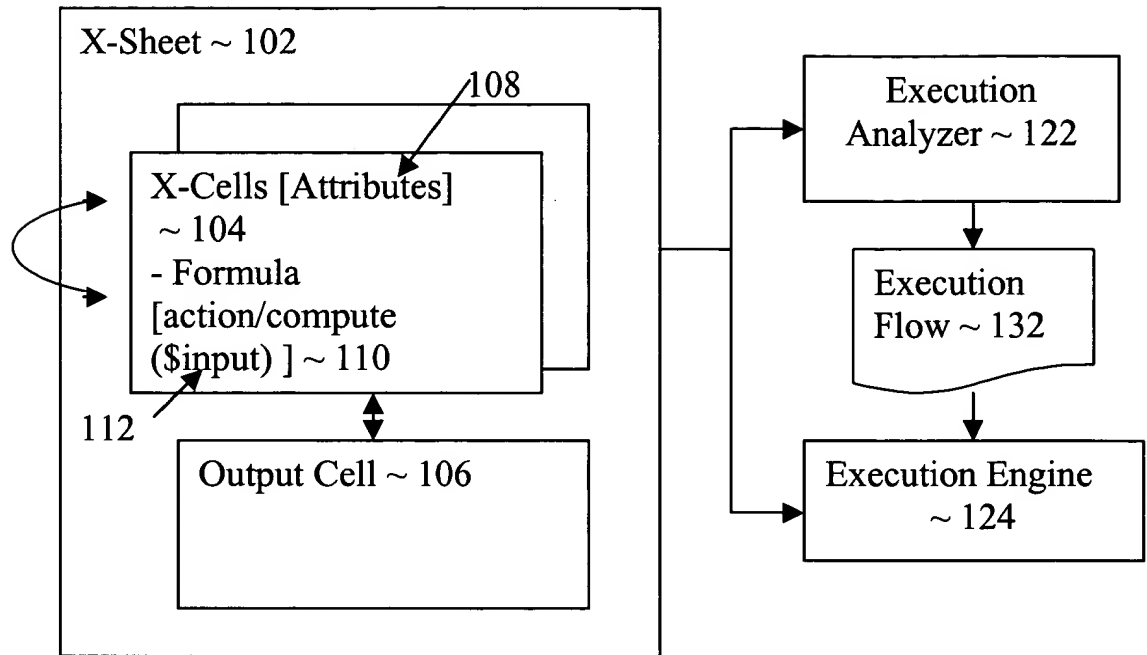 X-Sheet ~ 102
108
X-Cells [Attributes]
~ 104
- Formula
[action/compute
($input) ] ~ 110
112
Output Cell ~ 106
Execution
Analyzer ~ 122
Execution
Flow ~ 132
Execution Engine
~ 124